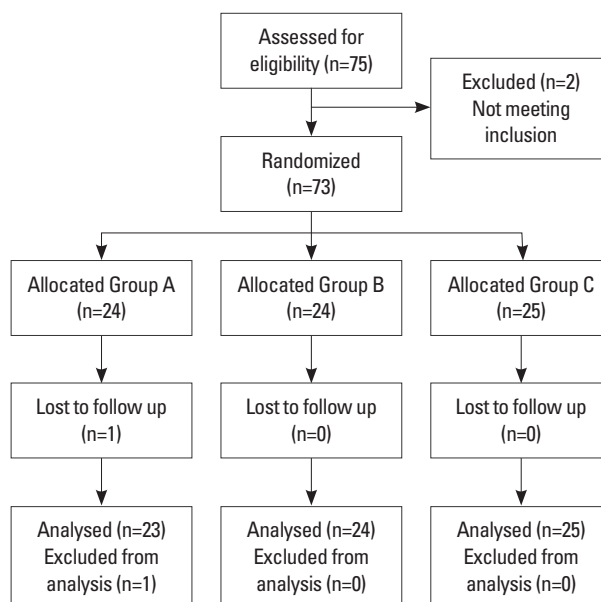 Assessed for
eligibility (n=75)
Excluded (n=2)
Not meeting
inclusion
Randomized
(n=73)
Allocated Group A
(n=24)
Allocated Group B
(n=24)
Allocated Group C
(n=25)
Lost to follow up
(n=1)
Lost to follow up
(n=0)
Lost to follow up
(n=0)
Analysed (n=23)
Excluded from
analysis (n=1)
Analysed (n=24)
Excluded from
analysis (n=0)
Analysed (n=25)
Excluded from
analysis (n=0)